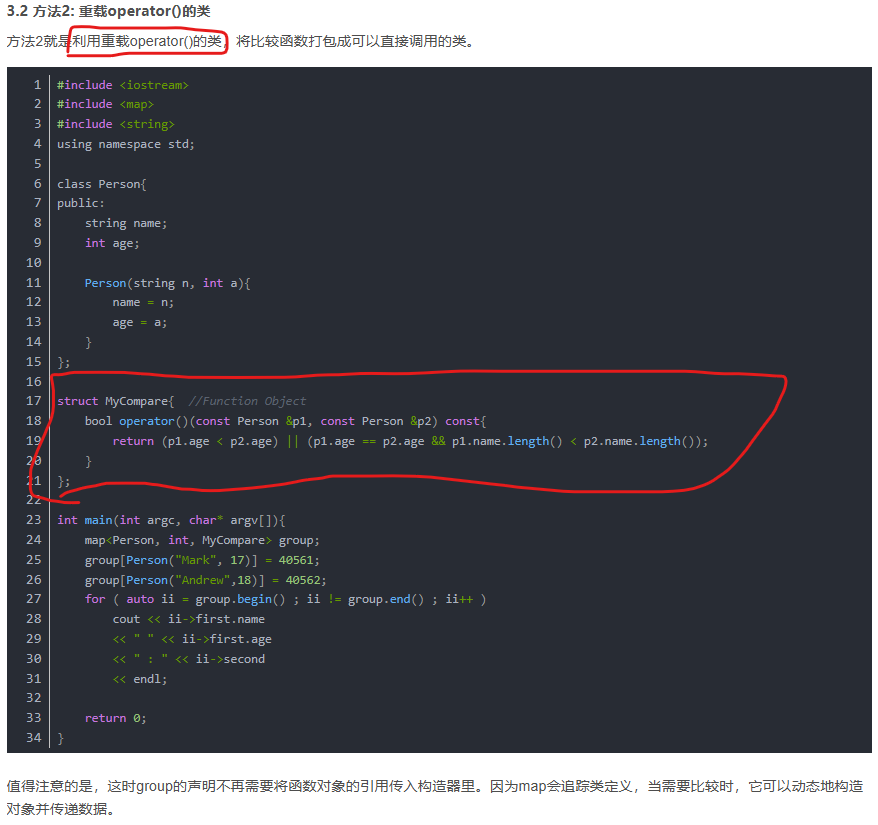 3.2 方法2: 重载operator()的类
方法2就是利用重载operator()的类，将比较函数打包成可以直接调用的类。
1 #include <iostream>
2 #include <map>
3 #include <string>
4 using namespace std;
5
6 class Person{
7 public:
8 string name;
9 int age;
10
11 Person(string n, int a){
12 name = n;
13 age = a;
14 }
15 };
16
17 struct MyCompare{ //Function Object
18 bool operator()(const Person &p1, const Person &p2) const{
19 return (p1.age < p2.age) || (p1.age == p2.age && p1.name.length() < p2.name.length());
20 }
21 };
22
23 int main(int argc, char* argv[]){
24 map<Person, int, MyCompare> group;
25 group[Person("Mark", 17)] = 40561;
26 group[Person("Andrew",18)] = 40562;
27 for ( auto ii = group.begin() ; ii != group.end() ; ii++ )
28 cout << ii->first.name
29 << " " << ii->first.age
30 << " : " << ii->second
31 << endl;
32
33 return 0;
34 }
值得注意的是，这时group的声明不再需要将函数对象的引用传入构造器里。因为map会追踪类定义，当需要比较时，它可以动态地构造
对象并传递数据。